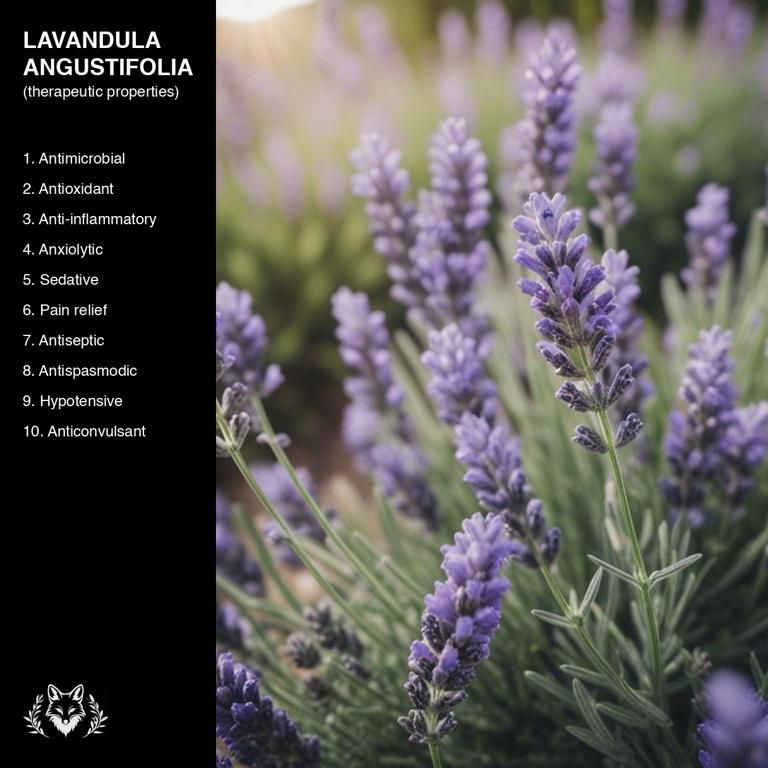 LAVANDULA
ANGUSTIFOLIA
(therapeutic properties)
1. Antimicrobial
2. Antioxidant
3. Anti-inflammatory
4. Anxiolytic
5. Sedative
6. Pain relief
7. Antiseptic
8. Antispasmodic
9. Hypotensive
10. Anticonvulsant